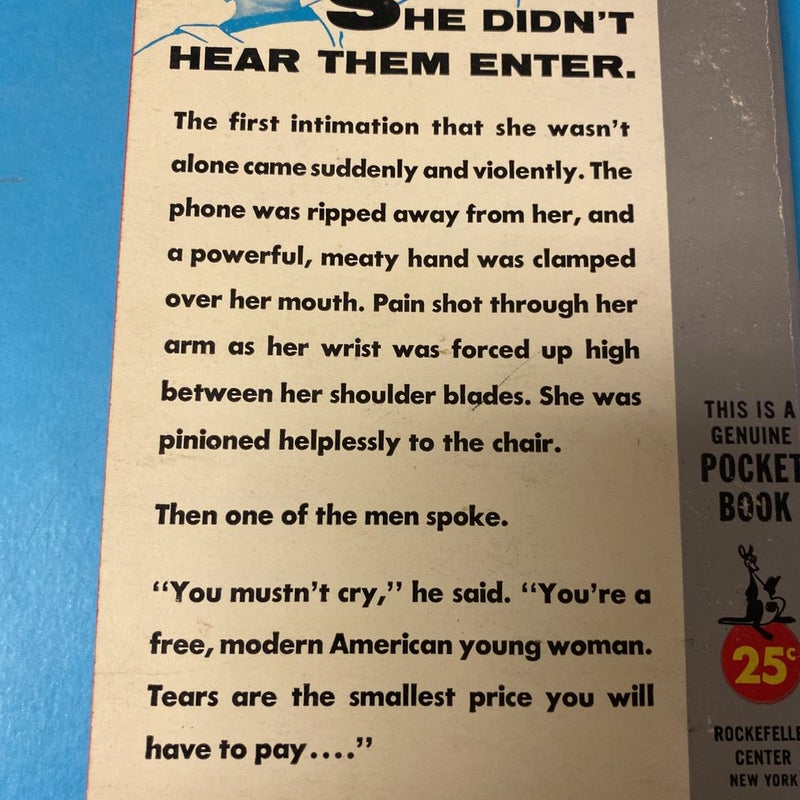 SHE DIDN'T
HEAR THEM ENTER.
The first intimation that she wasn't
alone came suddenly and violently. The
phone was ripped away from her, and
a powerful, meaty hand was clamped
over her mouth. Pain shot through her
arm as her wrist was forced up high
between her shoulder blades. She was
pinioned helplessly to the chair.
Then one of the men spoke.
“You mustn't cry,” he said. “You're a
free, modern American young woman.
Tears are the smallest price you will
have to pay....”
THIS IS A
GENUINE
POCKET
BOOK
25c
ROCKEFELLE
CENTER
NEW YORK